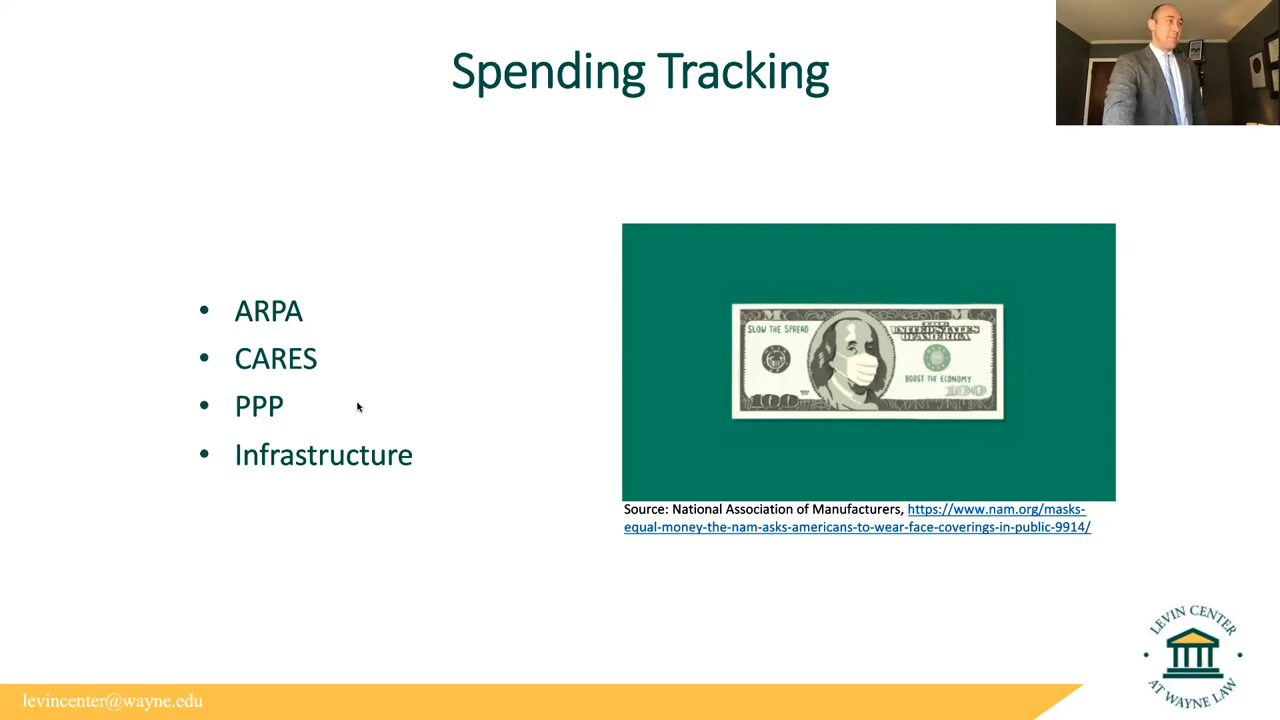 Spending Tracking
• ARPA
• CARES
• PPP
• Infrastructure
SLOW THE $PREAD
THE
UNITED STATES
OF AMERICA
BOOST THE ECONOMY
100
100
Source: National Association of Manufacturers, https://www.nam.org/masks-
equal-money-the-nam-asks-americans-to-wear-face-coverings-in-public-9914/
LEVIN CENTER
AT WAYNE LAW
levincenter@wayne.edu